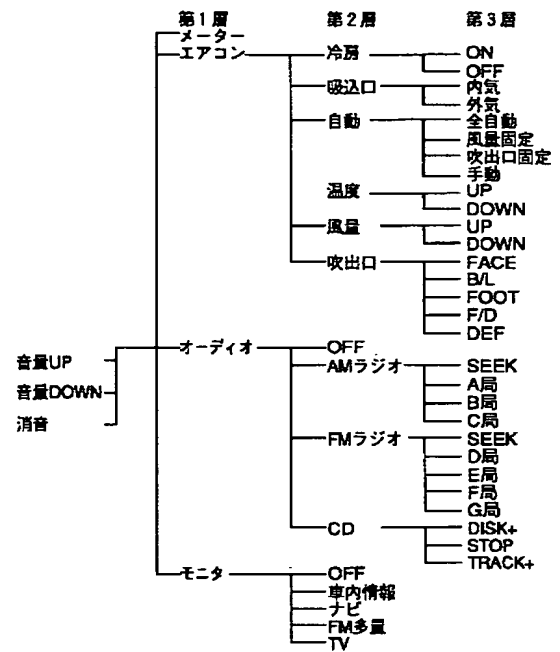 第1層 第2層 第3層
メーター
エアコン 冷房 ON
OFF
吸込口 内気
外気
自動 全自動
風量固定
吹出口固定
手動
温度 UP
DOWN
風量 UP
DOWN
吹出口 FACE
B/L
FOOT
F/D
DEF
オーディオ OFF
音量UP
AMラジオ SEEK
A局
音量DOWN
B局
C局
消音
FMラジオ SEEK
D局
E局
F局
G局
CD DISK+
STOP
TRACK+
モニタ OFF
車内情報
ナビ
FM多量
TV